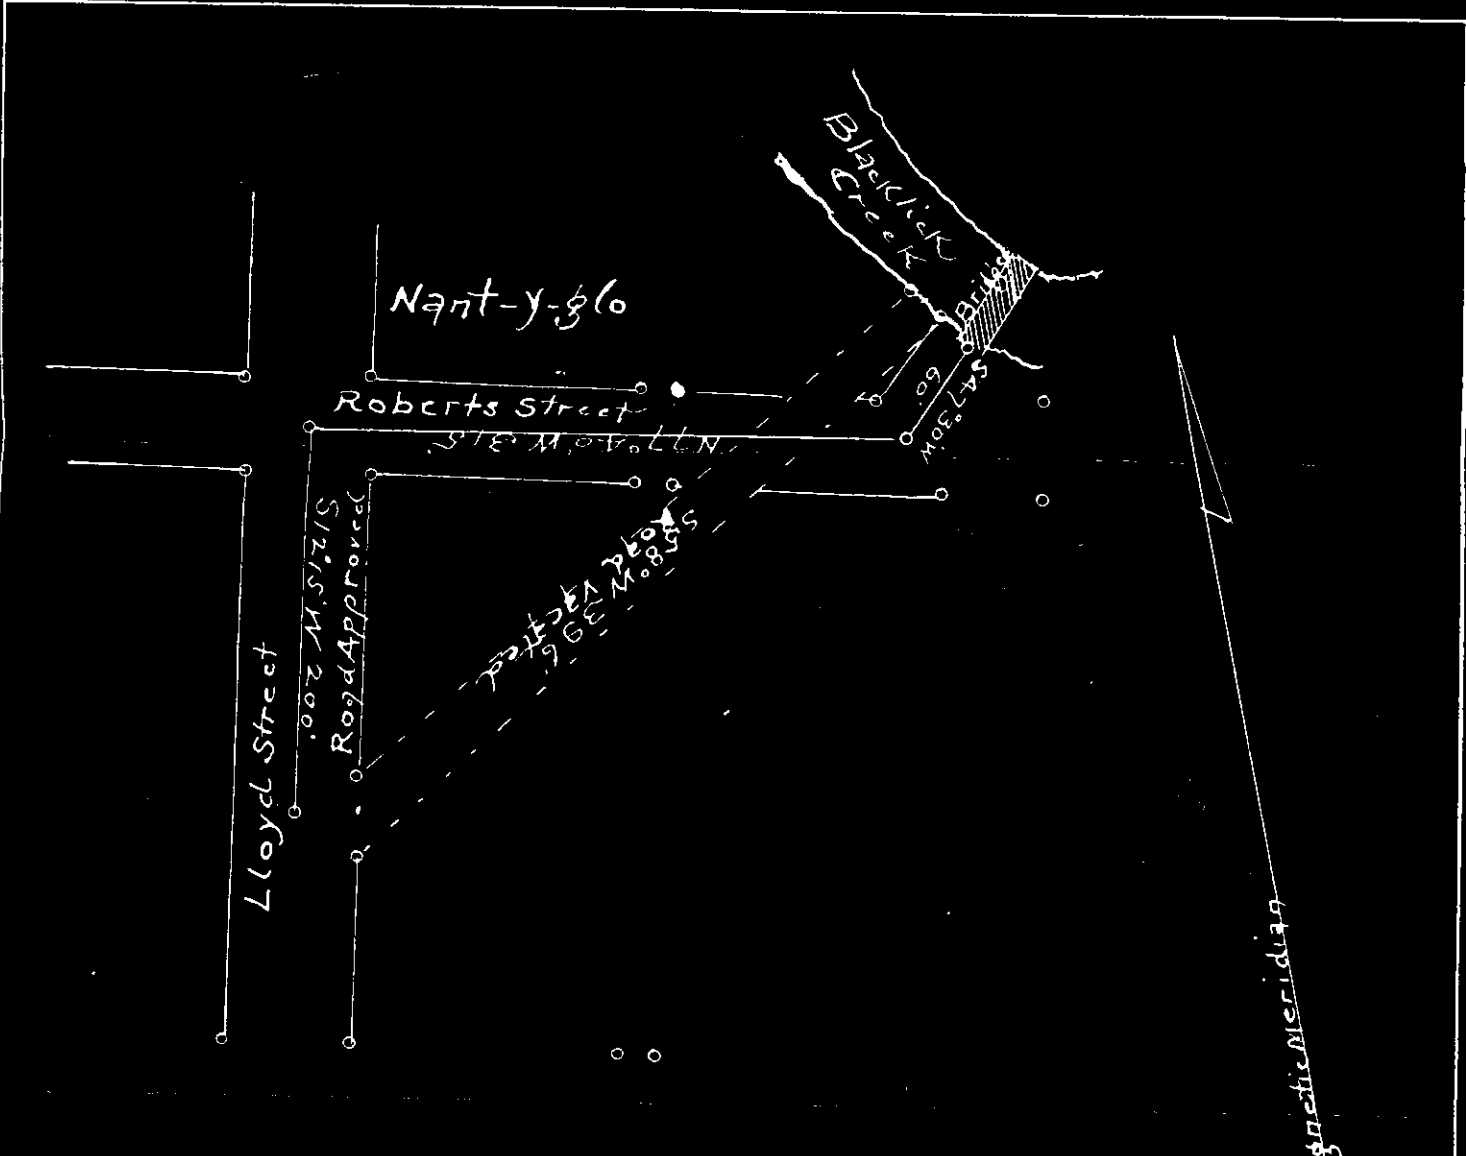 Blacklick
Creek
Bridge
Nant-y-glo
Roberts Street
N77°40'W 315'
S47°30'W
60'
S12°15'W 200'
Road Approved
S58°W 396'
Road Vacated
Lloyd Street
Meridian